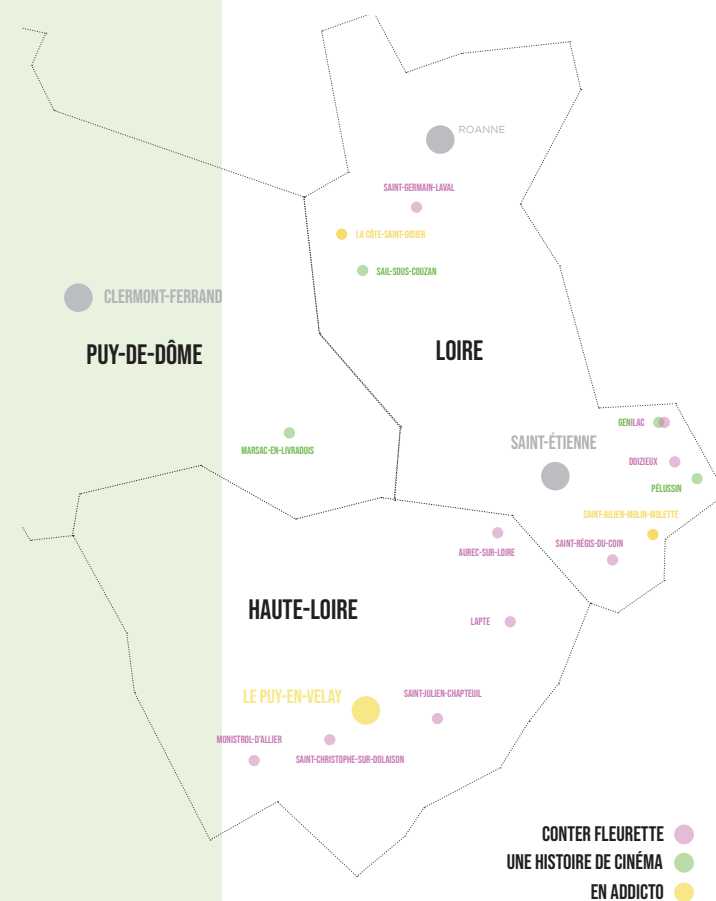 ROANNE
SAINT-GERMAIN-LAVAL
LA CÔTE-SAINT-DIDIER
SAIL-SOUS-COUZAN
CLERMONT-FERRAND
PUY-DE-DÔME
LOIRE
GENILAC
SAINT-ÉTIENNE
MARSAC-EN-LIVRADOIS
DOIZIEUX
PÉLUSSIN
SAINT-JULIEN-MOLIN-MOLETTE
SAINT-RÉGIS-DU-COIN
AUREC-SUR-LOIRE
HAUTE-LOIRE
LAPTE
LE PUY-EN-VELAY
SAINT-JULIEN-CHAPTEUIL
MONISTROL-D'ALLIER
SAINT-CHRISTOPHE-SUR-DOLAISON
CONTER FLEURETTE
UNE HISTOIRE DE CINÉMA
EN ADDICTO